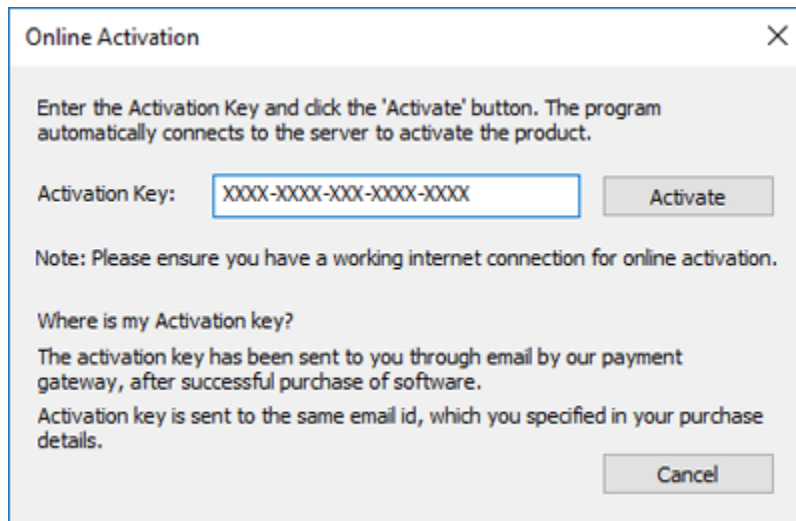 Online Activation
Enter the Activation Key and click the 'Activate' button. The program
automatically connects to the server to activate the product.
Activation Key: XXXX-XXXX-XXX-XXXX-XXXX Activate
Note: Please ensure you have a working internet connection for online activation.
Where is my Activation key?
The activation key has been sent to you through email by our payment
gateway, after successful purchase of software.
Activation key is sent to the same email id, which you specified in your purchase
details.
Cancel